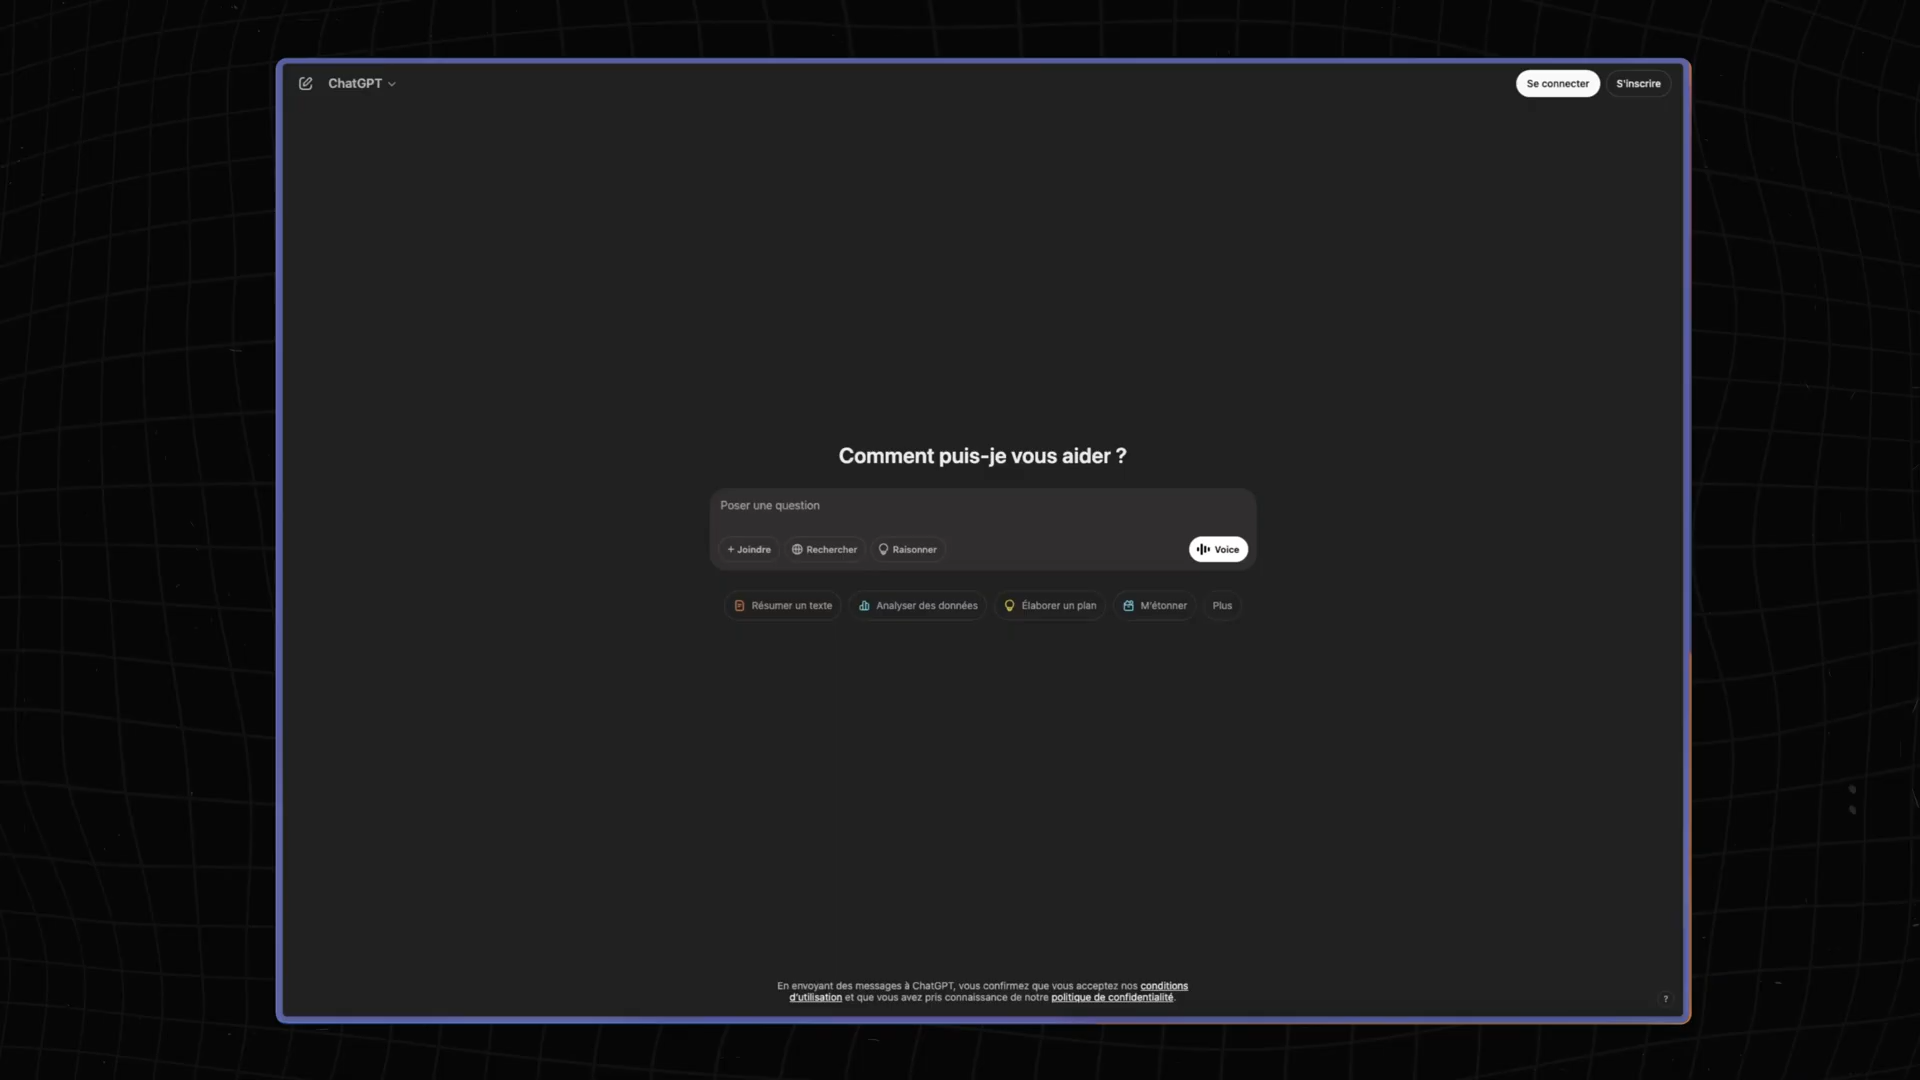 ChatGPT
Se connecter
S'inscrire
Comment puis-je vous aider ?
Poser une question
+ Joindre
Rechercher
Raisonner
Voice
Résumer un texte
Analyser des données
Élaborer un plan
M'étonner
Plus
En envoyant des messages à ChatGPT, vous confirmez que vous acceptez nos conditions
d'utilisation et que vous avez pris connaissance de notre politique de confidentialité.
?